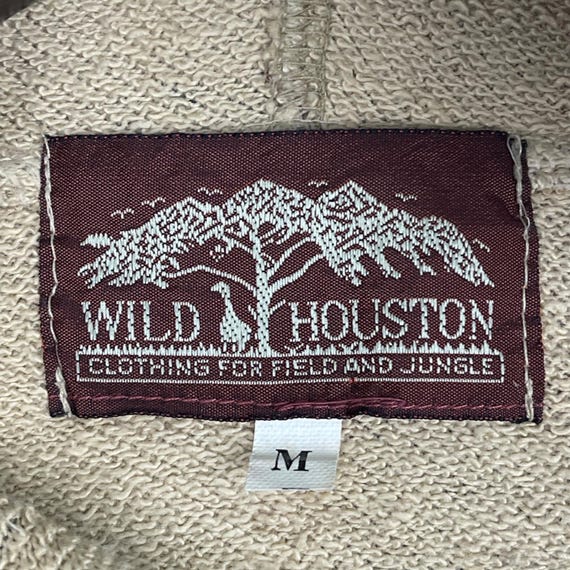 WILD HOUSTON
CLOTHING FOR FIELD AND JUNGLE
M